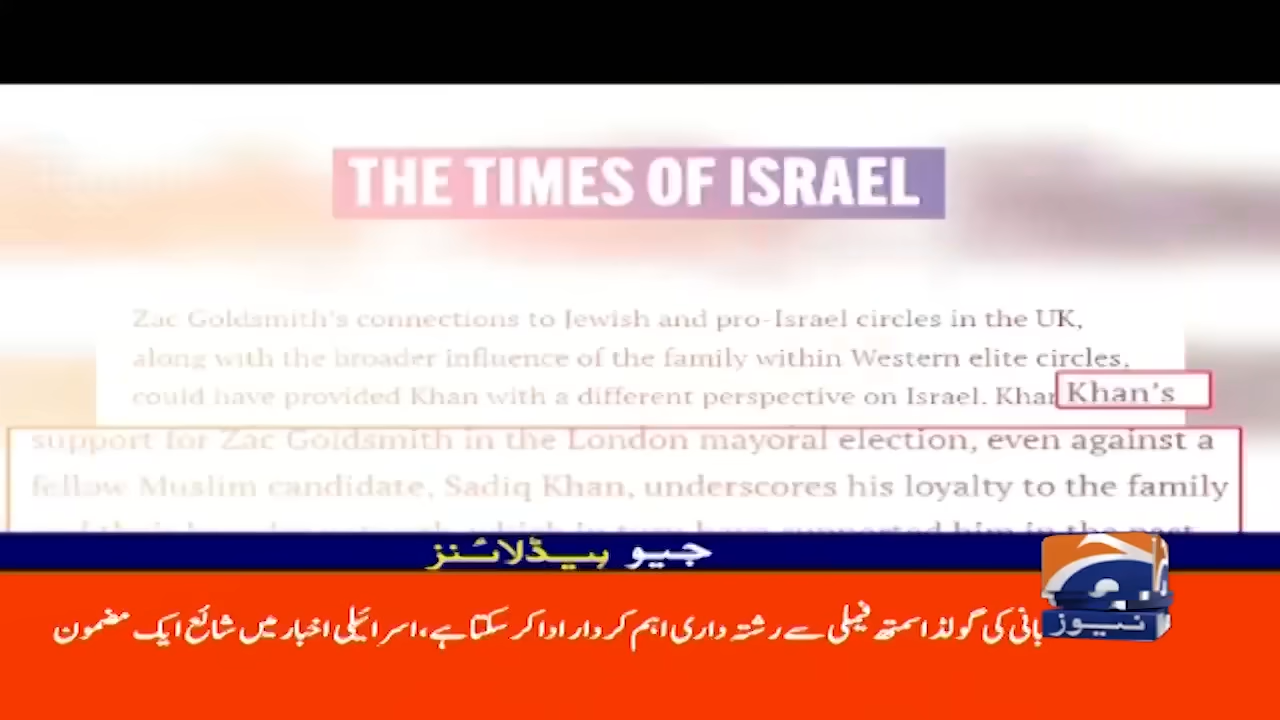 THE TIMES OF ISRAEL
Zac Goldsmith's connections to Jewish and pro-Israel circles in the UK,
along with the broader influence of the family within Western elite circles,
could have provided Khan with a different perspective on Israel. Khan
Khan's
support for Zac Goldsmith in the London mayoral election, even against a
fellow Muslim candidate, Sadiq Khan, underscores his loyalty to the family
جیو ہیڈلائنز
بانی کی گولڈ اسمتھ فیملی سے رشتہ داری اہم کردار ادا کر سکتا ہے، اسرائیلی اخبار میں شائع ایک مضمون
جیو
نیوز